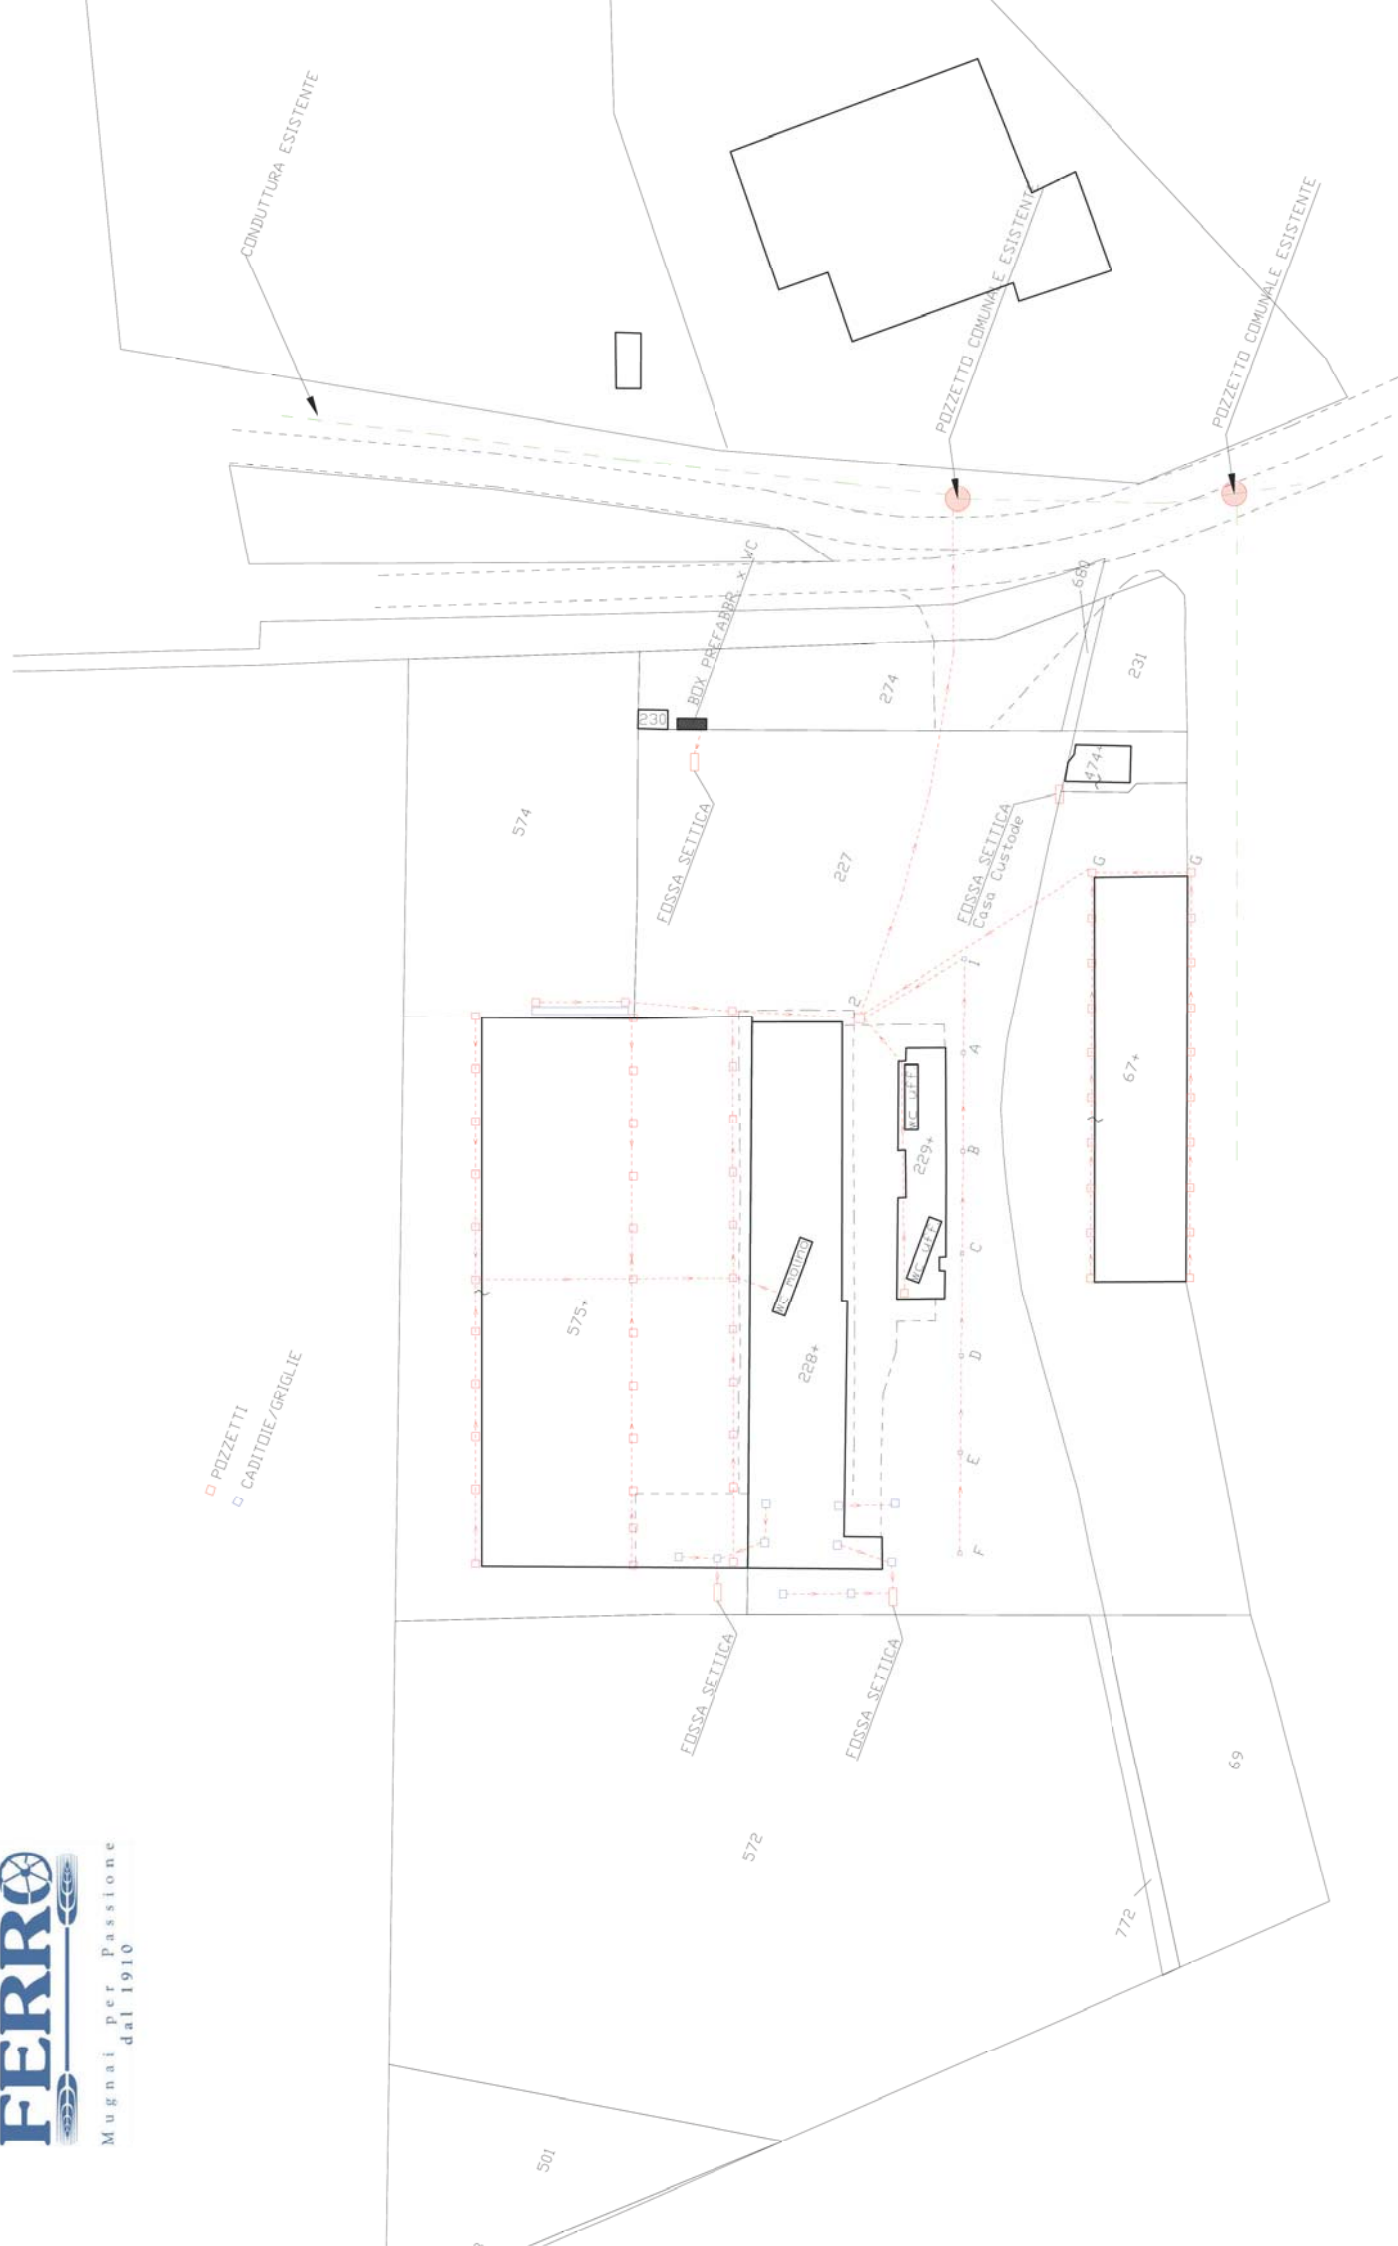 CONDUTTURA ESISTENTE
POZZETTO COMUNALE ESISTENTE
POZZETTO COMUNALE ESISTENTE
BOX PREFABBR. x WC
680
231
274
230
474+
574
FOSSA SETTICA
227
FOSSA SETTICA
Casa Custode
G
G
1
2
A
67+
WC uff
B
229+
C
WC uff
WC molino
575+
228+
D
E
F
POZZETTI
CADITOIE/GRIGLIE
FOSSA SETTICA
FOSSA SETTICA
69
572
772
501
FERRO
Mugnai per Passione
dal 1910